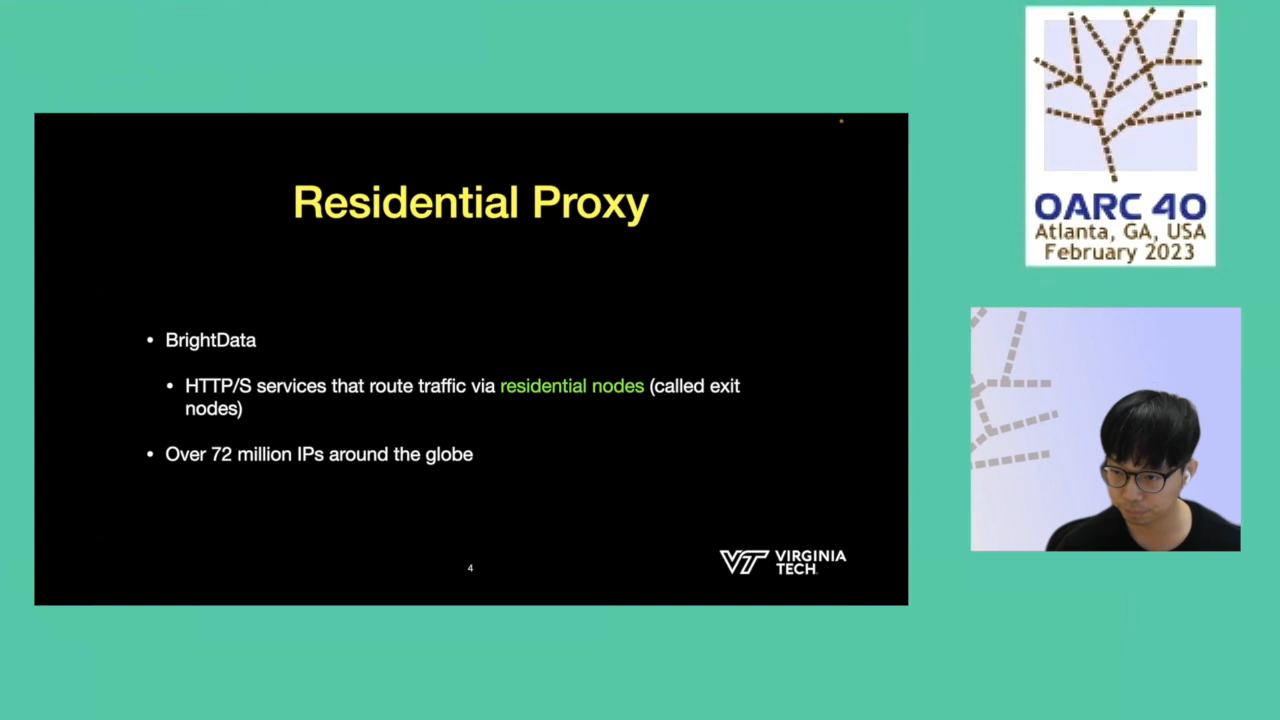 Residential Proxy
• BrightData
• HTTP/S services that route traffic via residential nodes (called exit
nodes)
• Over 72 million IPs around the globe
4
VT VIRGINIA
TECH
OARC 40
Atlanta, GA, USA
February 2023